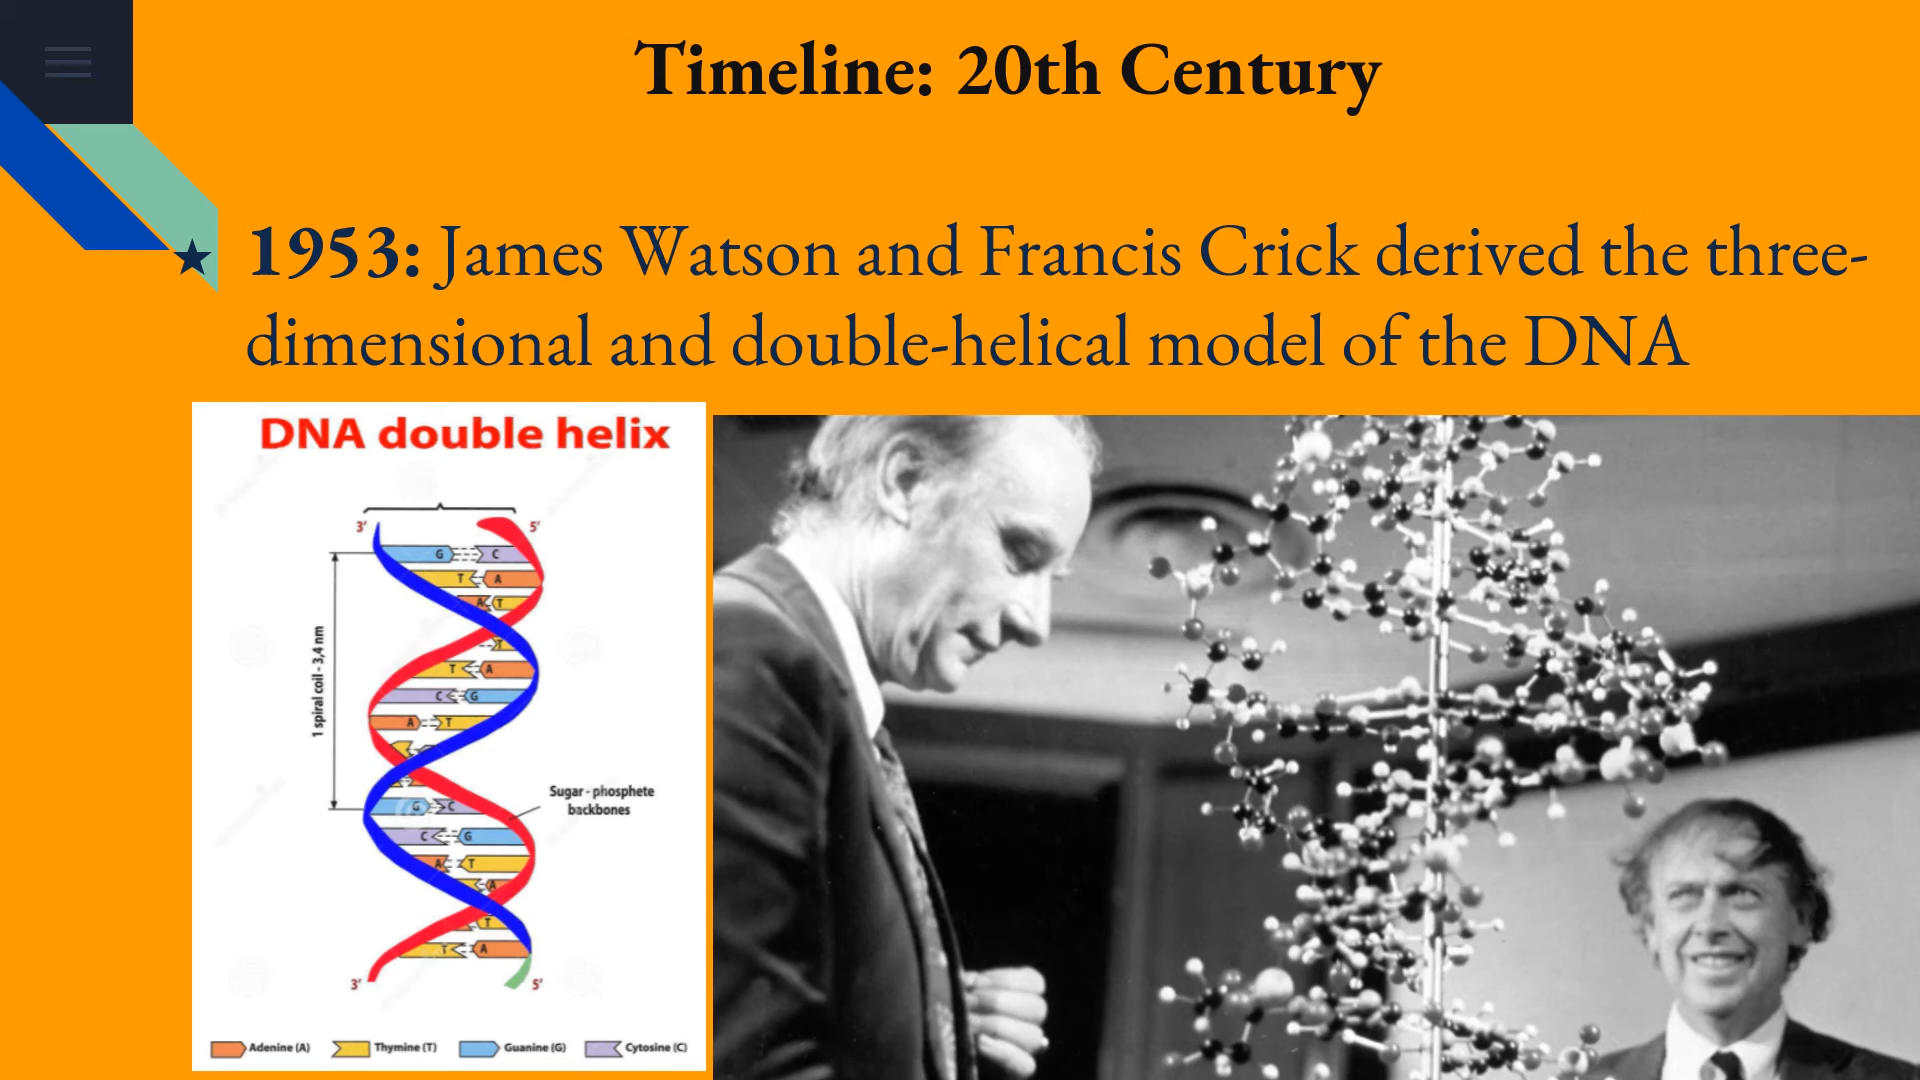 Timeline: 20th Century
★ 1953: James Watson and Francis Crick derived the three-
dimensional and double-helical model of the DNA
DNA double helix
3' 5'
G C
T A
A T
T
T A
C G
A T
1 spiral coil - 3,4 nm
Sugar - phosphete
backbones
G C
C G
A T
A
T
T A
3' 5'
Adenine (A) Thymine (T) Guanine (G) Cytosine (C)